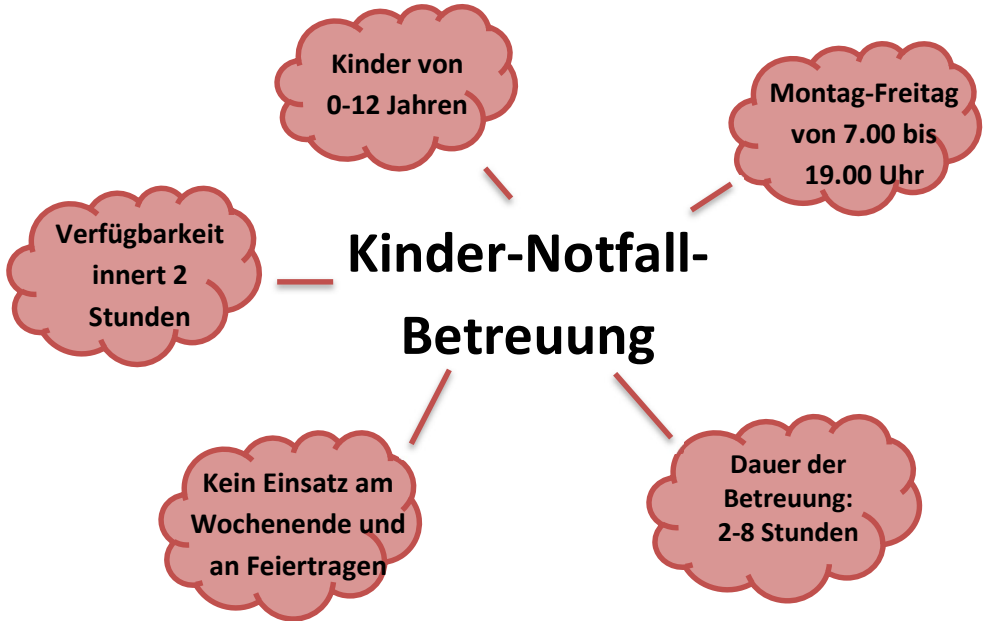 Kinder von
0-12 Jahren
Montag-Freitag
von 7.00 bis
19.00 Uhr
Verfügbarkeit
innert 2
Stunden
Kinder-Notfall-
Betreuung
Kein Einsatz am
Wochenende und
an Feiertragen
Dauer der
Betreuung:
2-8 Stunden